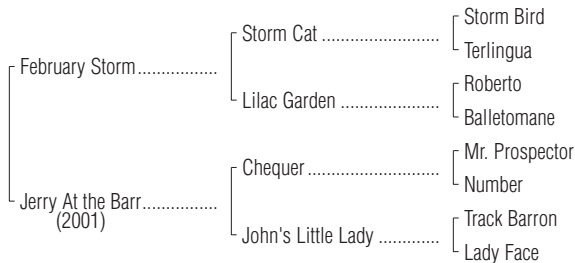 Storm Bird
Storm Cat ........................
Terlingua
February Storm................
Roberto
Lilac Garden ....................
Balletomane
Mr. Prospector
Chequer ...........................
Number
Jerry At the Barr...............
(2001)
Track Barron
John's Little Lady ............
Lady Face